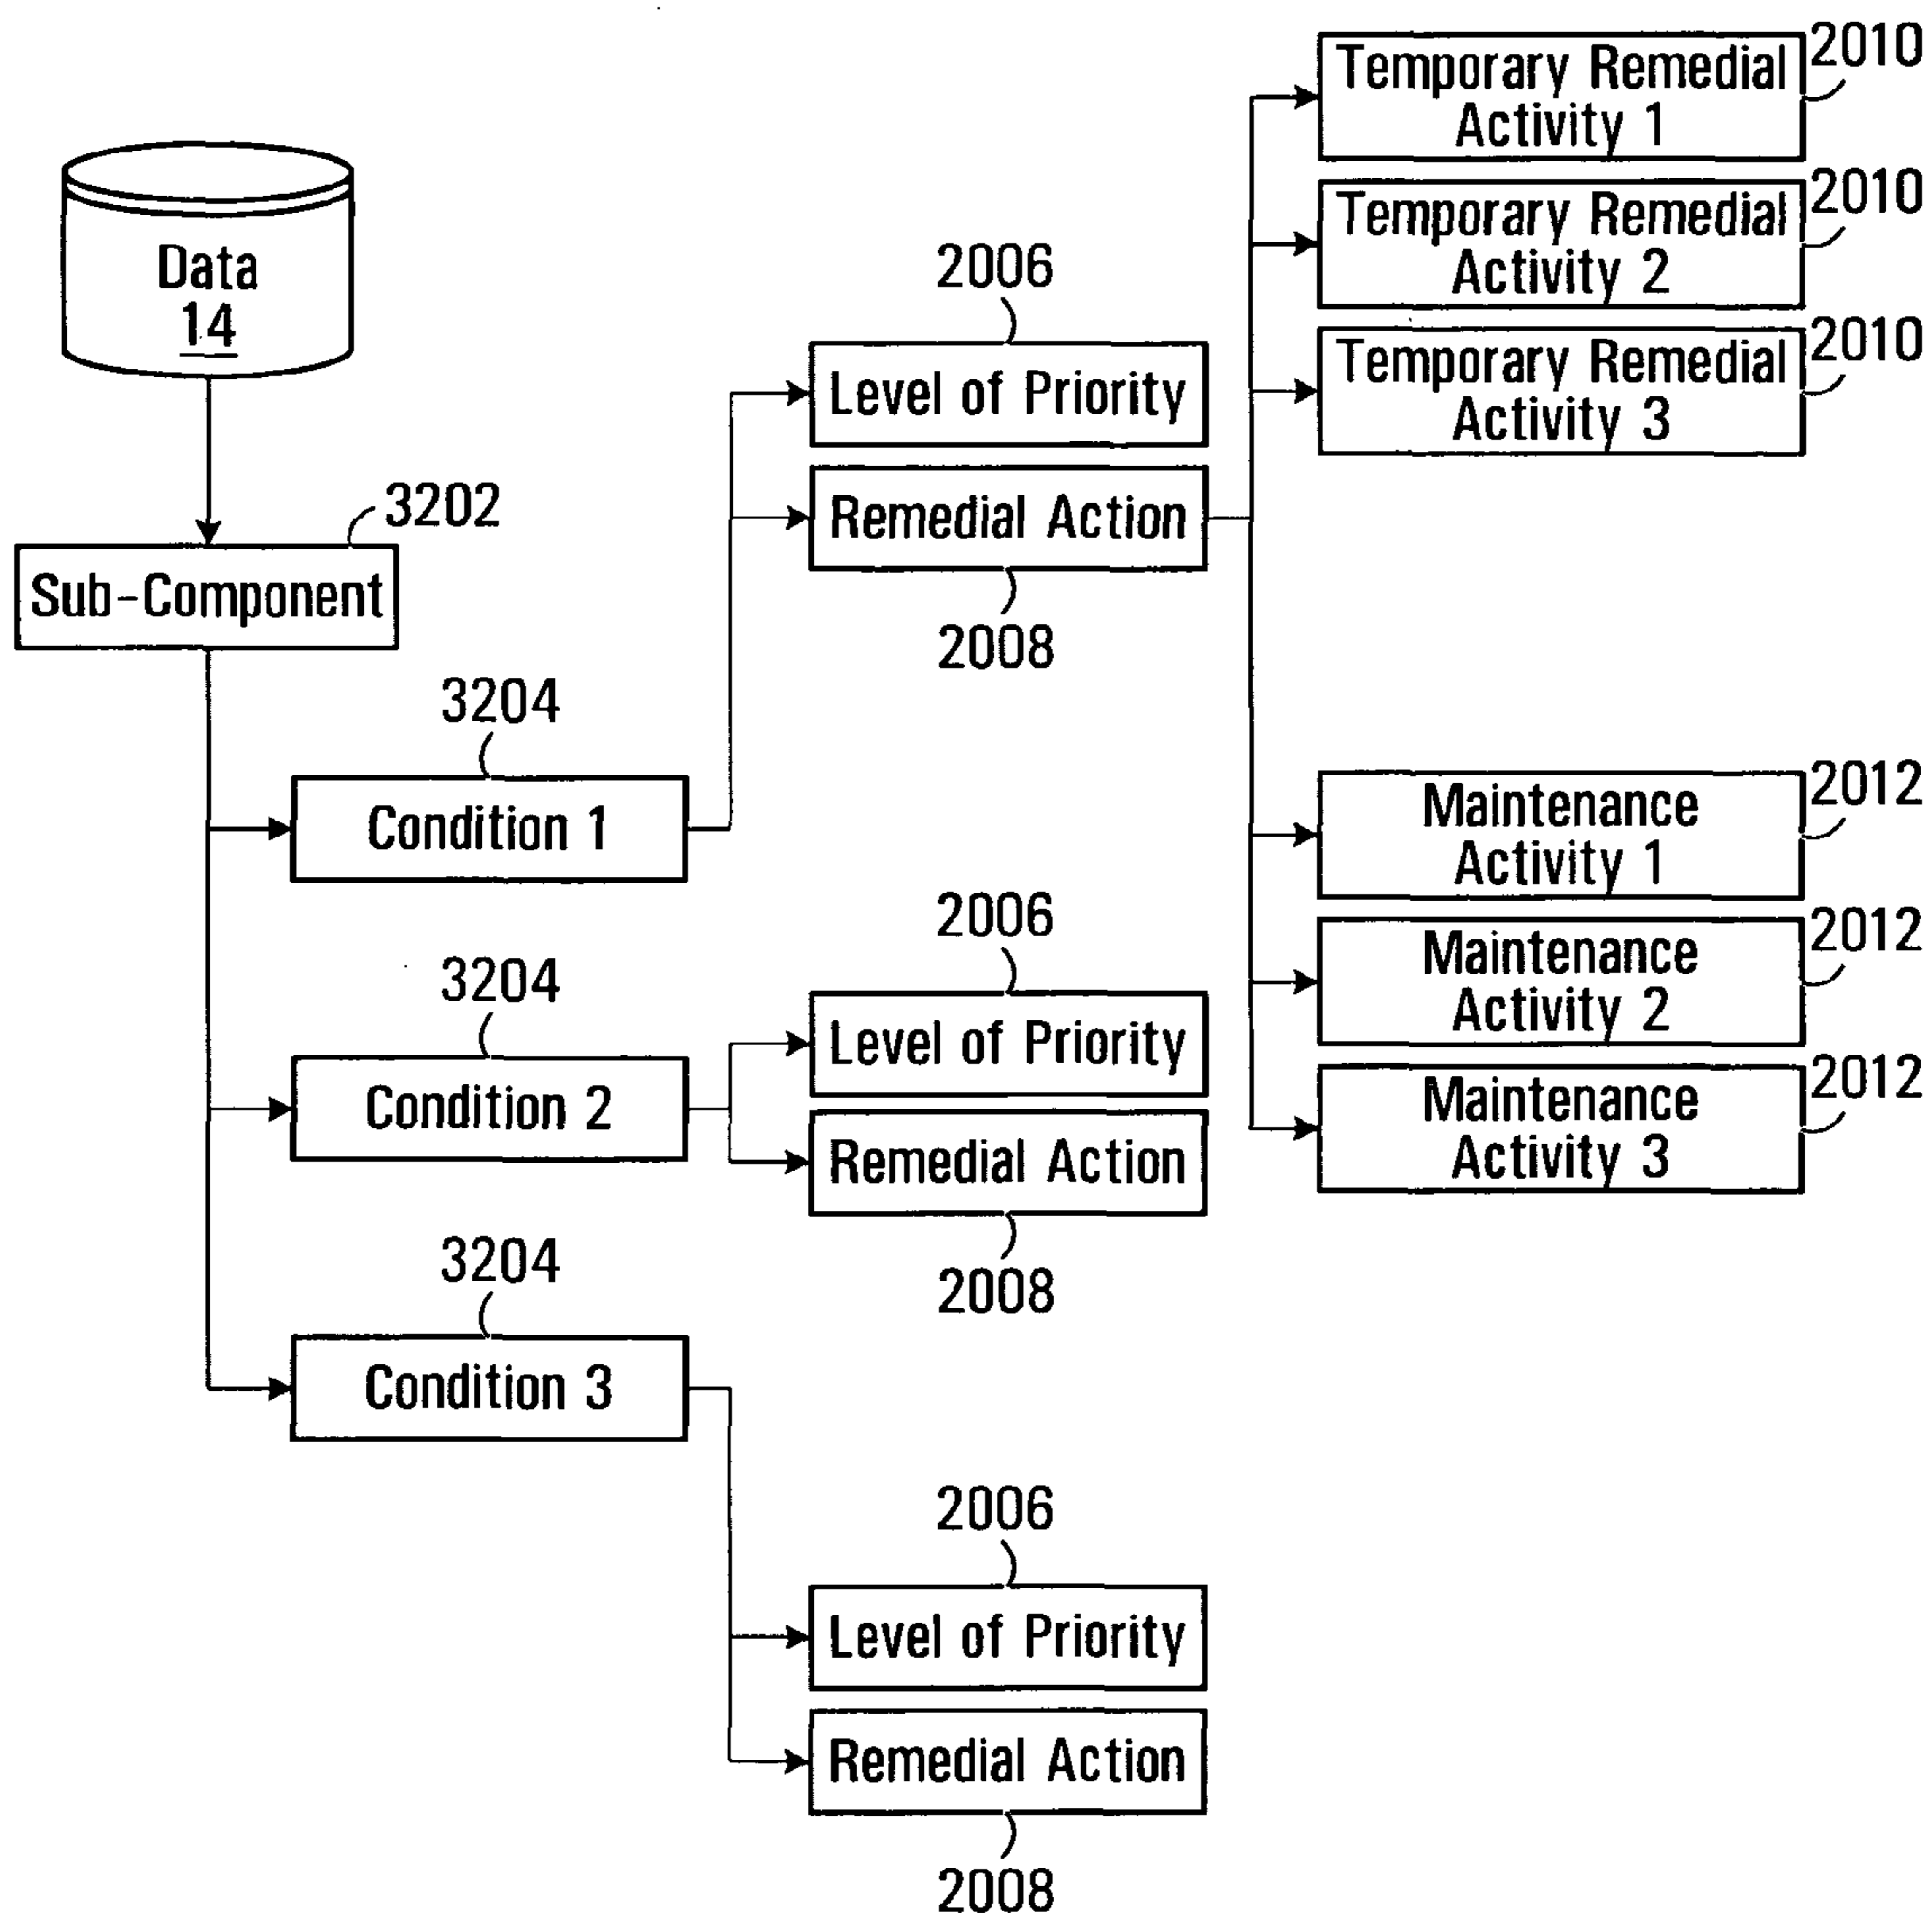 Data
14
3202
Sub-Component
3204
Condition 1
3204
Condition 2
3204
Condition 3
2006
Level of Priority
Remedial Action
2008
2006
Level of Priority
Remedial Action
2008
2006
Level of Priority
Remedial Action
2008
Temporary Remedial
Activity 1
2010
Temporary Remedial
Activity 2
2010
Temporary Remedial
Activity 3
2010
Maintenance
Activity 1
2012
Maintenance
Activity 2
2012
Maintenance
Activity 3
2012